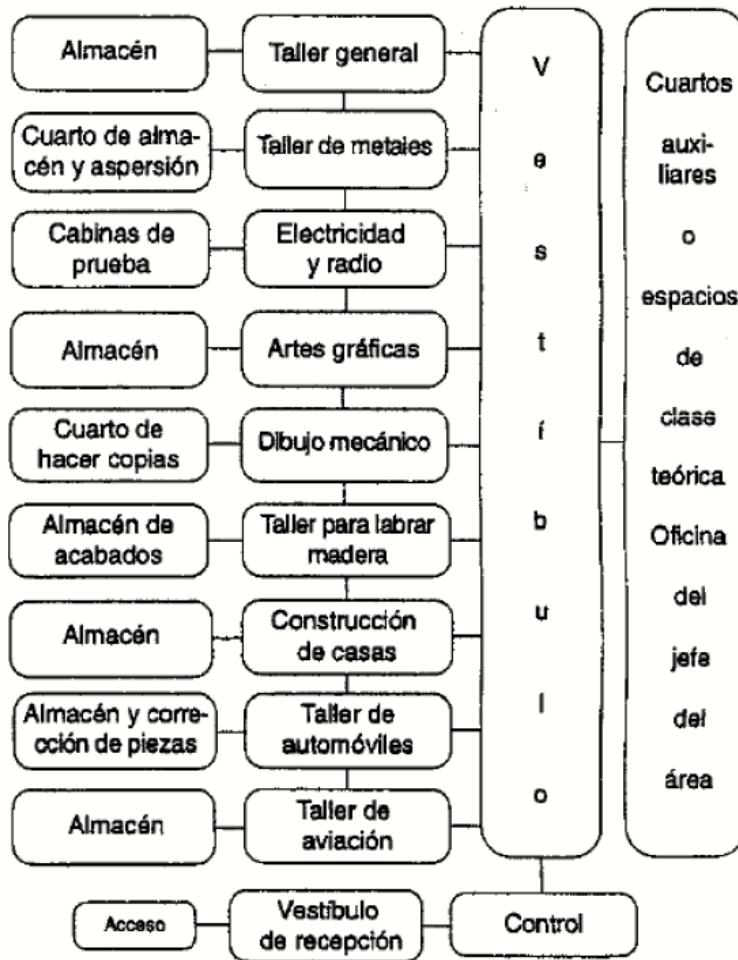 Almacén
Taller general
Cuarto de alma-
cén y aspersión
Taller de metales
Cabinas de
prueba
Electricidad
y radio
Almacén
Artes gráficas
Cuarto de
hacer copias
Dibujo mecánico
Almacén de
acabados
Taller para labrar
madera
Almacén
Construcción
de casas
Almacén y corre-
cción de piezas
Taller de
automóviles
Almacén
Taller de
aviación
V
e
s
t
í
b
u
l
o
Cuartos
auxi-
liares
o
espacios
de
clase
teórica
Oficina
del
jefe
del
área
Acceso
Vestíbulo
de recepción
Control